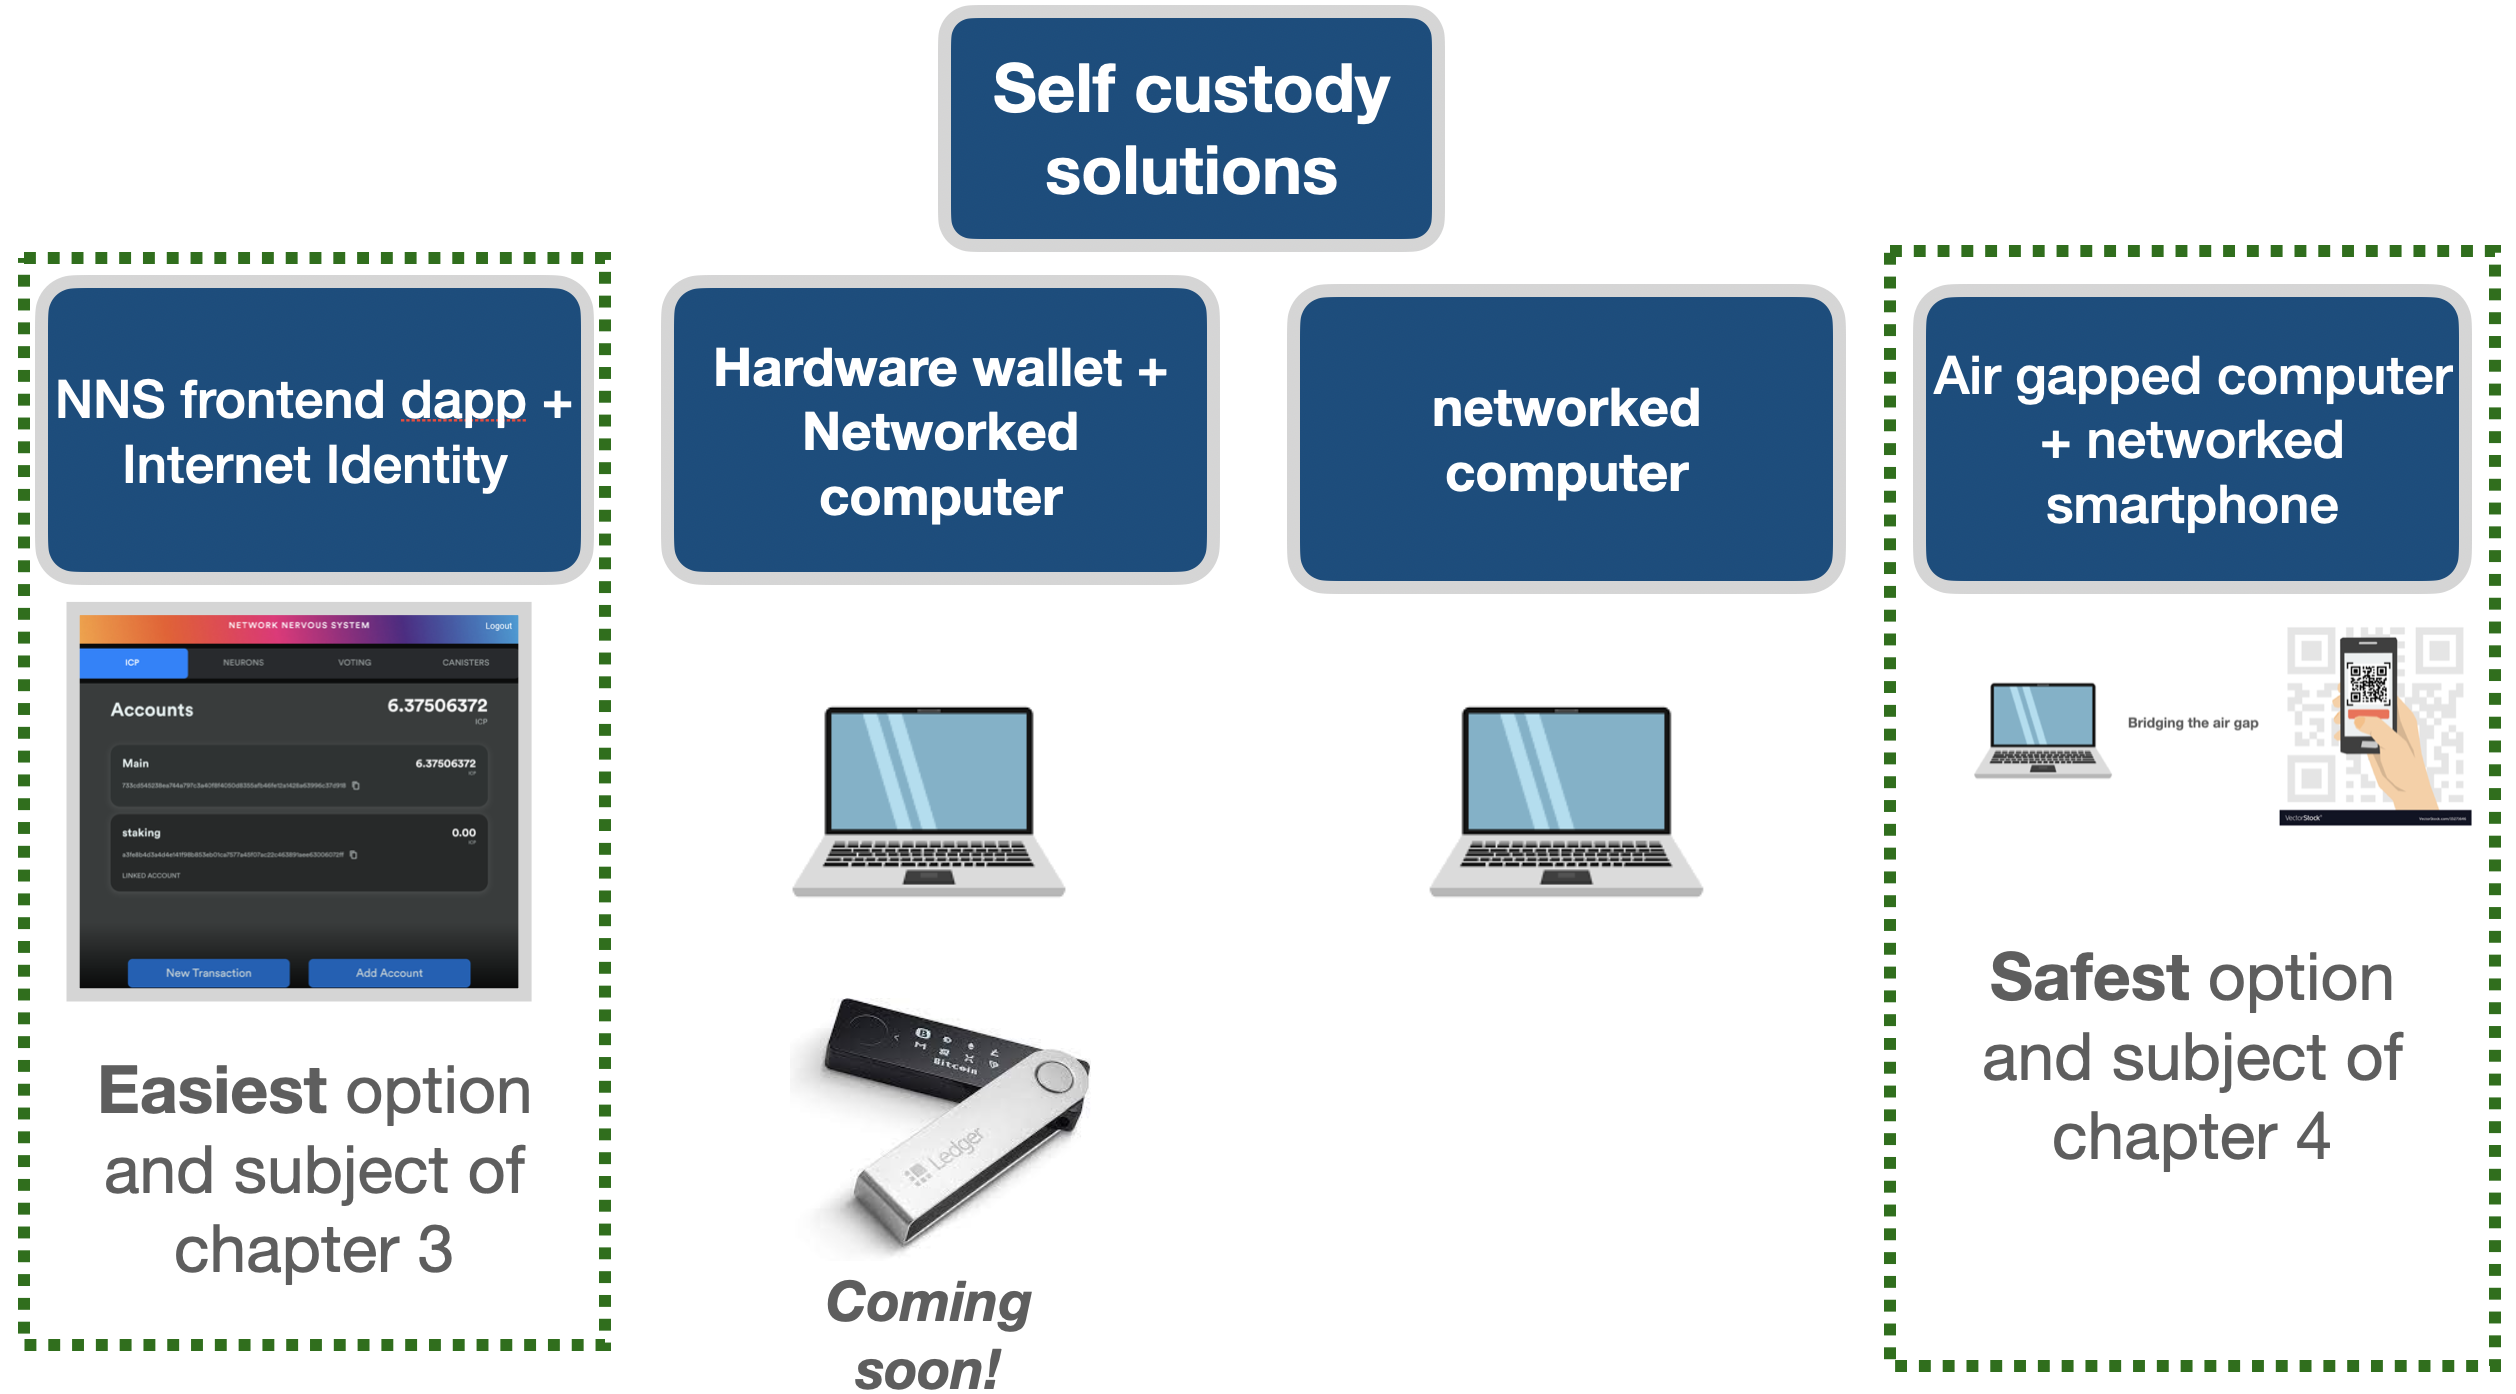 Self custody
solutions
NNS frontend dapp +
Internet Identity
NETWORK NERVOUS SYSTEM
Logout
ICP
NEURONS
VOTING
CANISTERS
Accounts
6.37506372
ICP
Main
6.37506372
ICP
staking
0.00
ICP
LINKED ACCOUNT
New Transaction
Add Account
Easiest option
and subject of
chapter 3
Hardware wallet +
Networked
computer
Bitcoin
Ledger
Coming
soon!
networked
computer
Air gapped computer
+ networked
smartphone
Bridging the air gap
VectorStock
Safest option
and subject of
chapter 4